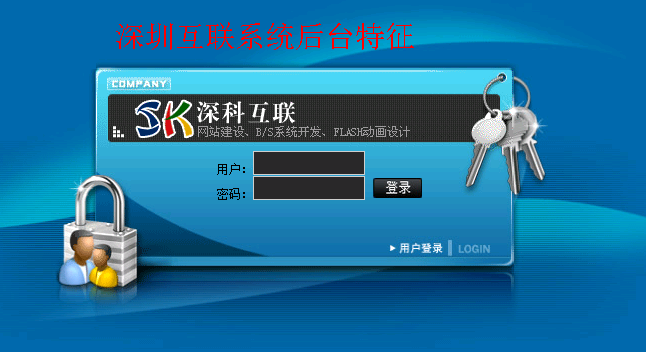 深圳互联系统后台特征
COMPANY
SK 深科互联
网站建设、B/S系统开发、FLASH动画设计
用户:
密码: 登录
用户登录 LOGIN